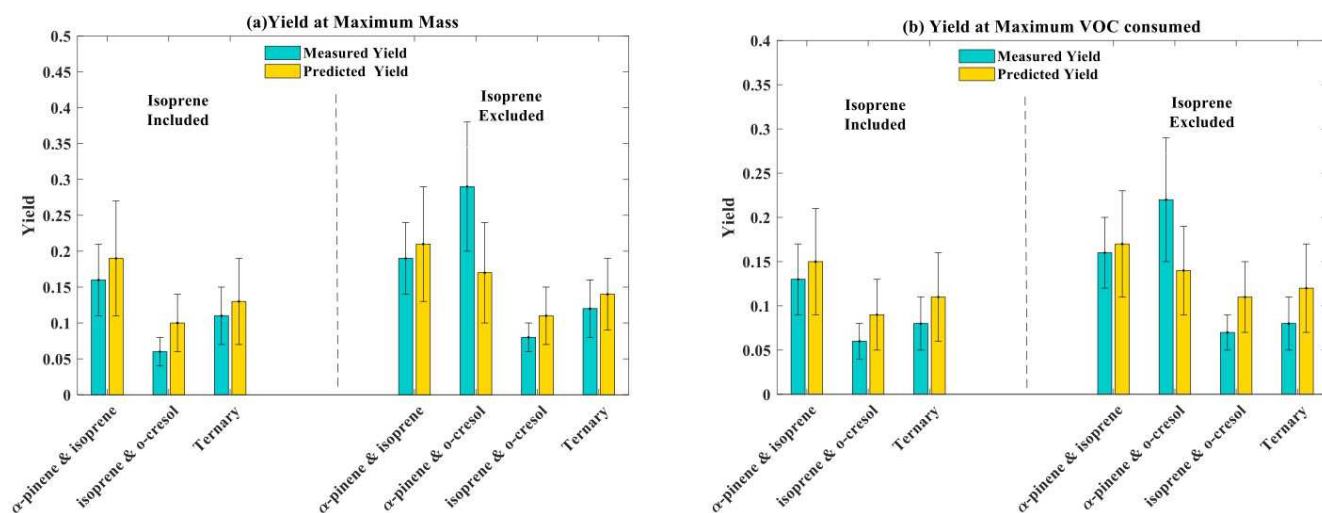 (a)Yield at Maximum Mass
0.5
0.45
0.4
0.35
0.3
0.25
0.2
0.15
0.1
0.05
0
Yield
Measured Yield
Predicted Yield
Isoprene
Included
Isoprene
Excluded
α-pinene & isoprene
isoprene & o-cresol
Ternary
α-pinene & isoprene
α-pinene & o-cresol
isoprene & o-cresol
Ternary
(b) Yield at Maximum VOC consumed
0.4
0.35
0.3
0.25
0.2
0.15
0.1
0.05
0
Yield
Measured Yield
Predicted Yield
Isoprene
Included
Isoprene
Excluded
α-pinene & isoprene
isoprene & o-cresol
Ternary
α-pinene & isoprene
α-pinene & o-cresol
isoprene & o-cresol
Ternary